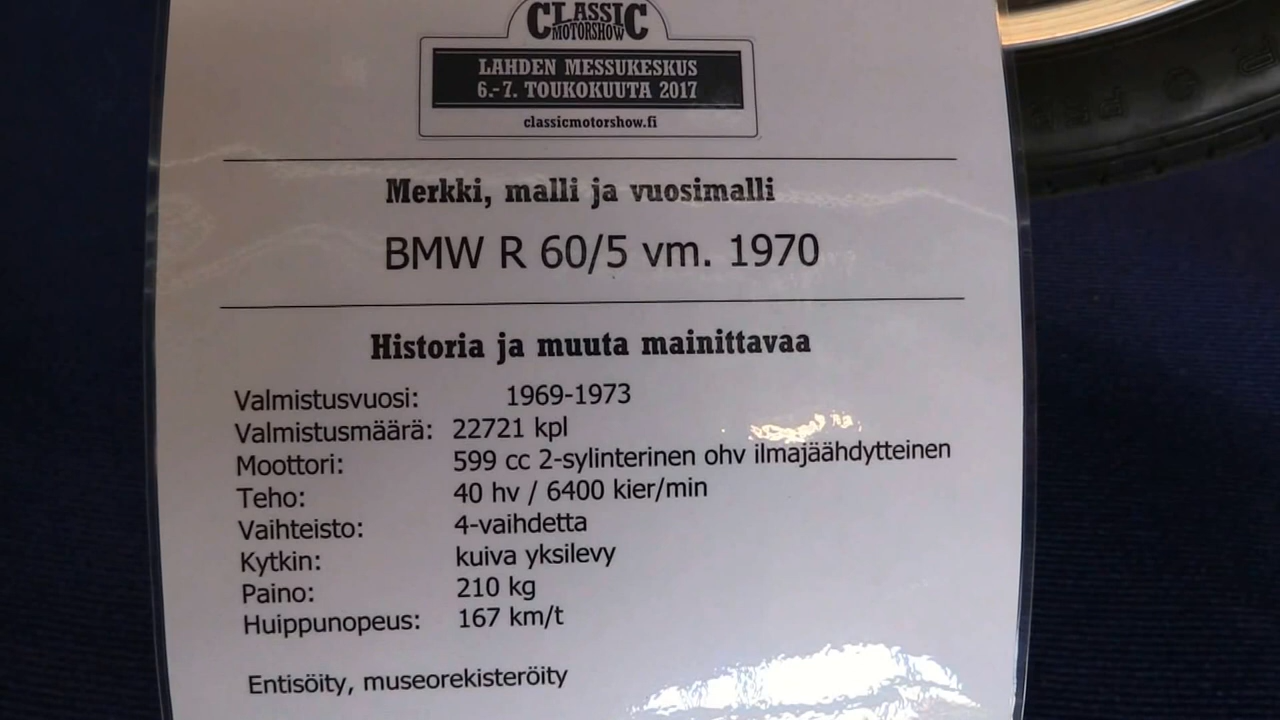 CLASSIC
MOTORSHOW
LAHDEN MESSUKESKUS
6.-7. TOUKOKUUTA 2017
classicmotorshow.fi
Merkki, malli ja vuosimalli
BMW R 60/5 vm. 1970
Historia ja muuta mainittavaa
Valmistusvuosi: 1969-1973
Valmistusmäärä: 22721 kpl
Moottori: 599 cc 2-sylinterinen ohv ilmajäähdytteinen
Teho: 40 hv / 6400 kier/min
Vaihteisto: 4-vaihdetta
Kytkin: kuiva yksilevy
Paino: 210 kg
Huippunopeus: 167 km/t
Entisöity, museorekisteröity